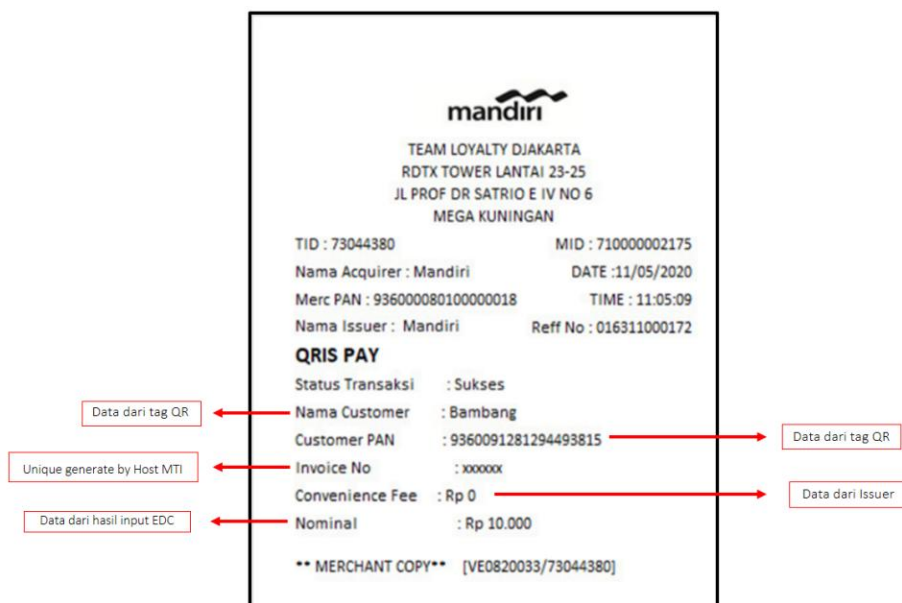 mandiri
TEAM LOYALTY DJAKARTA
RDTX TOWER LANTAI 23-25
JL PROF DR SATRIO E IV NO 6
MEGA KUNINGAN
TID : 73044380 MID : 710000002175
Nama Acquirer : Mandiri DATE :11/05/2020
Merc PAN : 936000080100000018 TIME : 11:05:09
Nama Issuer : Mandiri Reff No : 016311000172
QRIS PAY
Status Transaksi : Sukses
Data dari tag QR Nama Customer : Bambang
Customer PAN : 9360091281294493815 Data dari tag QR
Unique generate by Host MTI Invoice No : xxxxxx
Convenience Fee : Rp 0 Data dari Issuer
Data dari hasil input EDC Nominal : Rp 10.000
** MERCHANT COPY** [VE0820033/73044380]